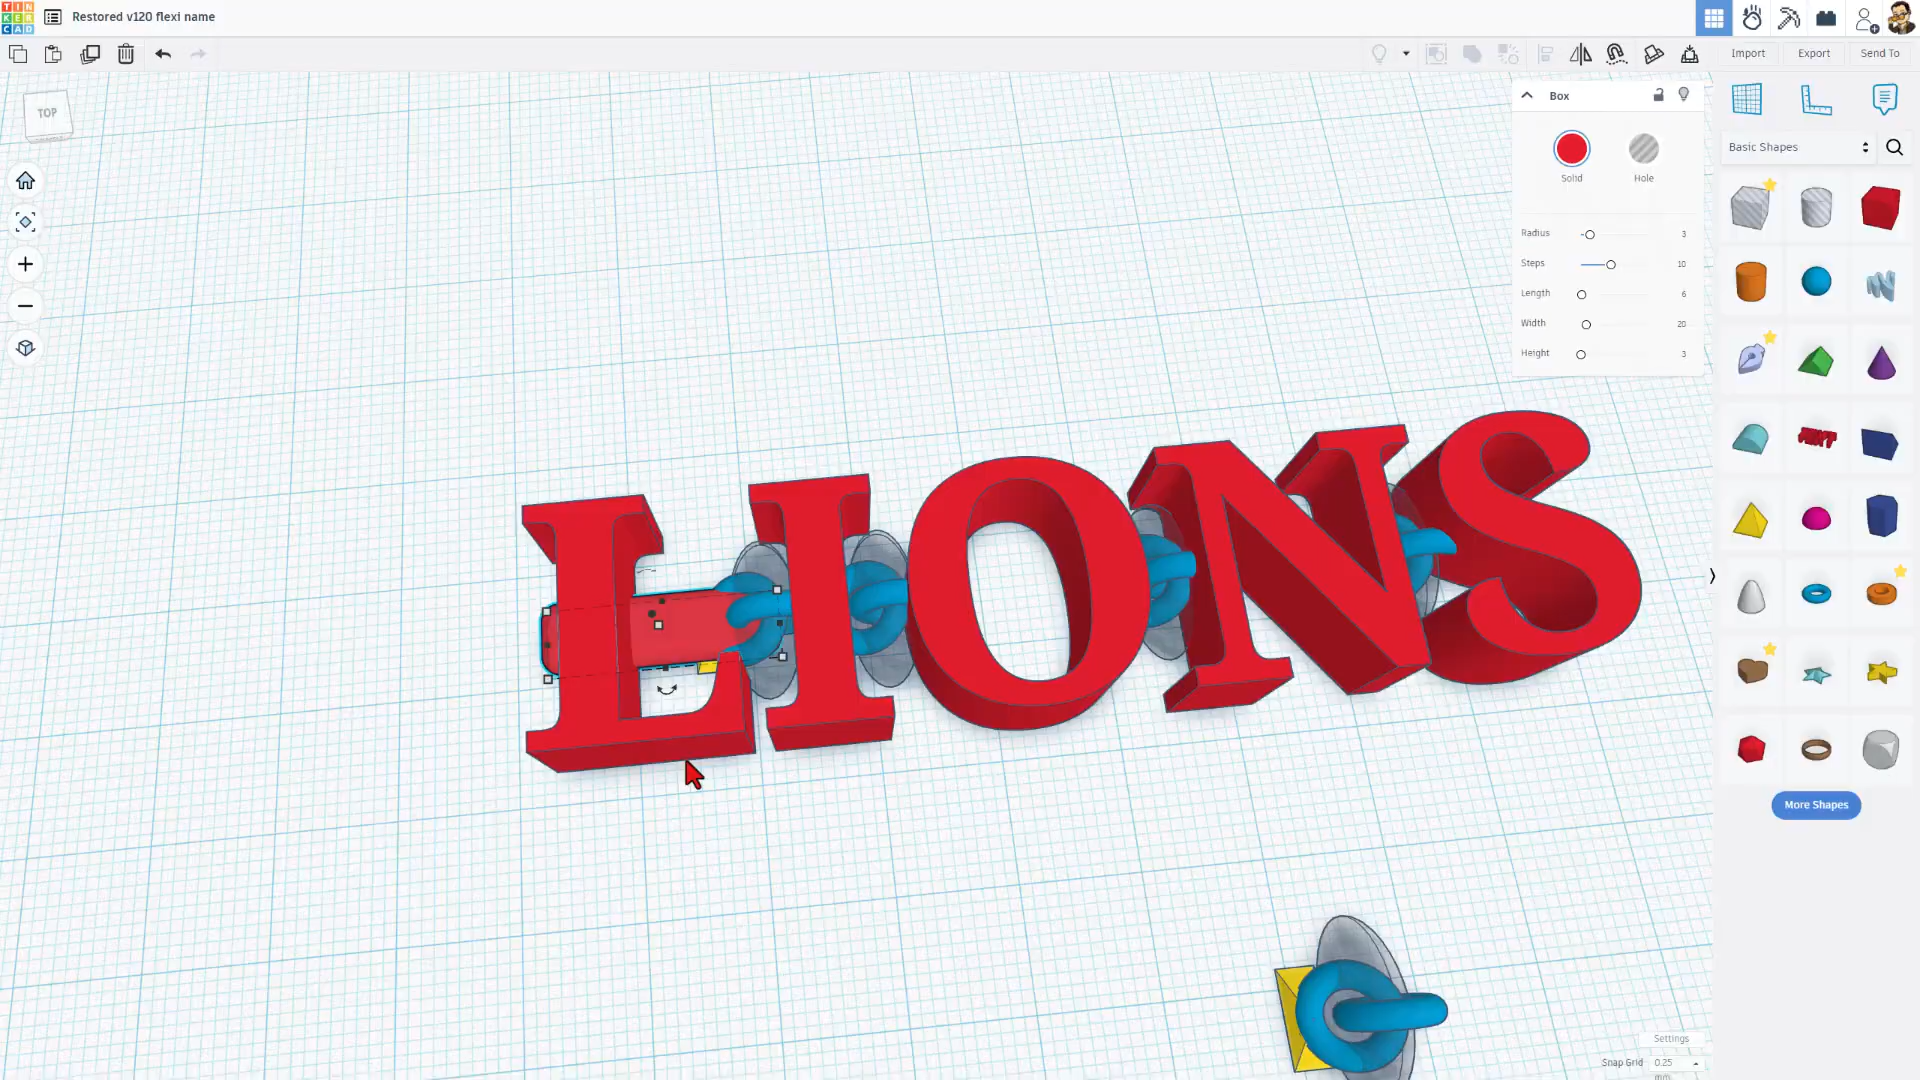 TIN
KER
CAD
Restored v120 flexi name
Import
Export
Send To
TOP
Box
Solid
Hole
Radius 3
Steps 10
Length 6
Width 20
Height 3
Basic Shapes
LIONS
More Shapes
Settings
Snap Grid 0.25
mm